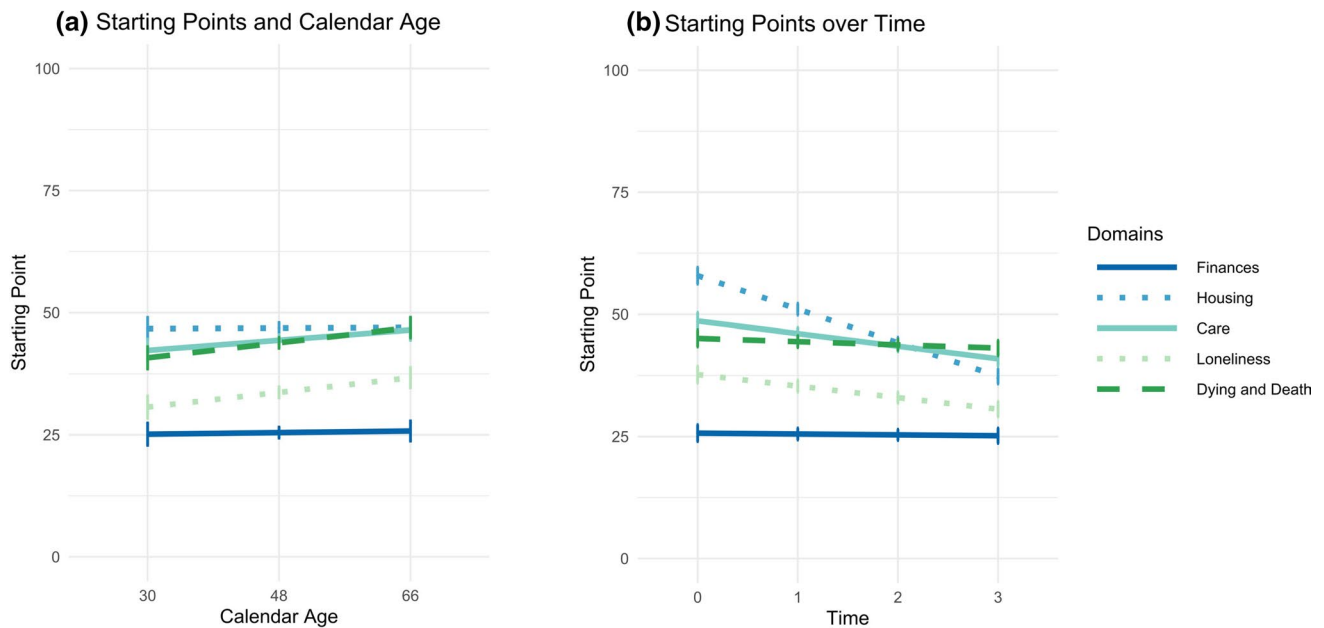 (a) Starting Points and Calendar Age
100
75
50
25
0
Starting Point
30 48 66
Calendar Age
(b) Starting Points over Time
100
75
50
25
0
Starting Point
0 1 2 3
Time
Domains
Finances
Housing
Care
Loneliness
Dying and Death